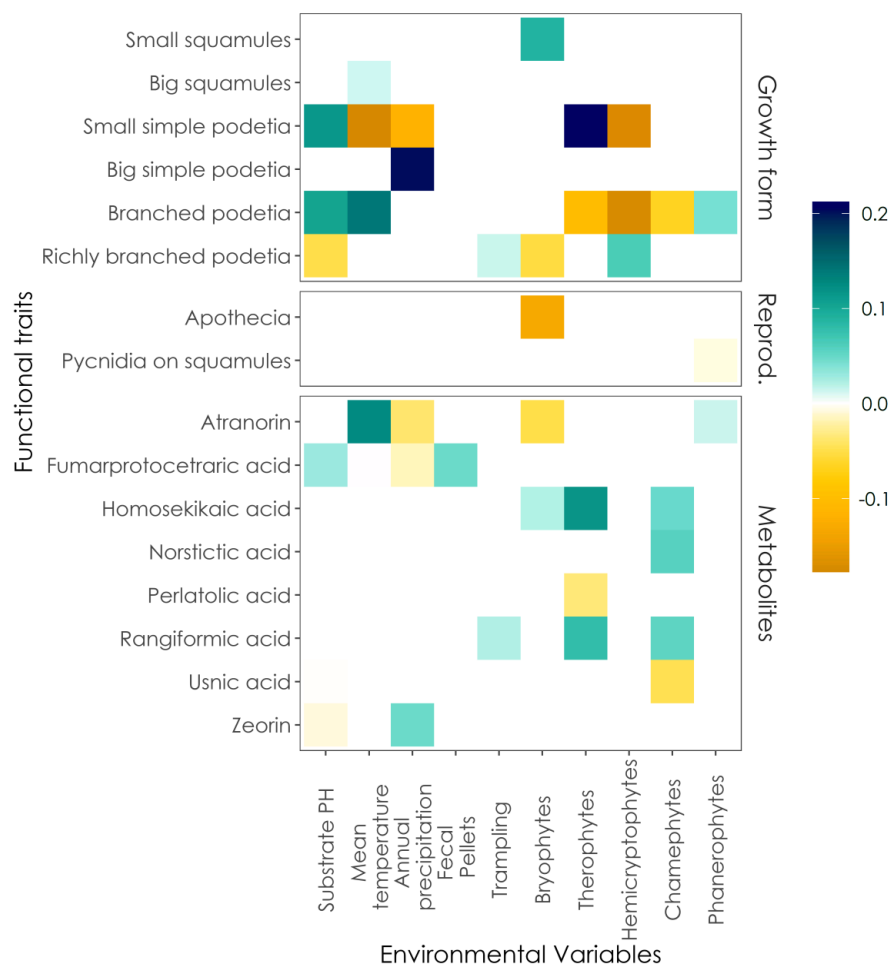 Small squamules
Big squamules
Small simple podetia
Big simple podetia
Branched podetia
Richly branched podetia
Growth form
Apothecia
Pycnidia on squamules
Reprod.
Atranorin
Fumarprotocetraric acid
Homosekikaic acid
Norstictic acid
Perlatolic acid
Rangiformic acid
Usnic acid
Zeorin
Metabolites
Functional traits
0.2
0.1
0.0
-0.1
Substrate PH
Mean
temperature
Annual
precipitation
Fecal
Pellets
Trampling
Bryophytes
Therophytes
Hemicryptophytes
Chamephytes
Phanerophytes
Environmental Variables